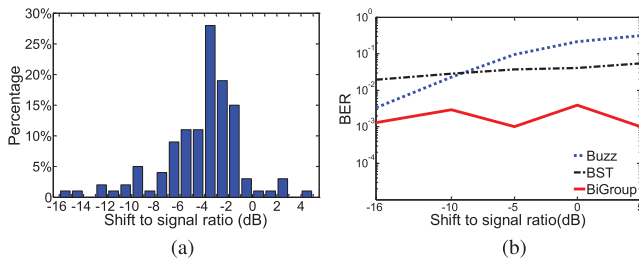 30%
25%
20%
15%
10%
5%
0
Percentage
-16 -14 -12 -10 -8 -6 -4 -2 0 2 4
Shift to signal ratio (dB)
(a)
10^0
10^-1
10^-2
10^-3
10^-4
BER
Buzz
BST
BiGroup
-16 -10 -5 0 5
Shift to signal ratio(dB)
(b)